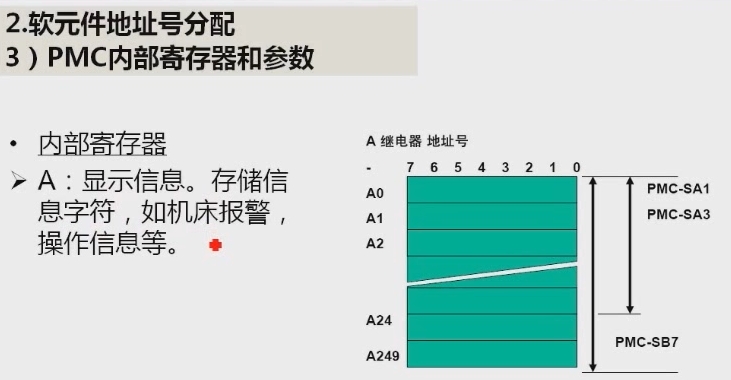 2.软元件地址号分配
3）PMC内部寄存器和参数
• 内部寄存器
➢ A：显示信息。存储信
息字符，如机床报警，
操作信息等。
A 继电器 地址号
- 7 6 5 4 3 2 1 0
A0
A1
A2
A24
A249
PMC-SA1
PMC-SA3
PMC-SB7